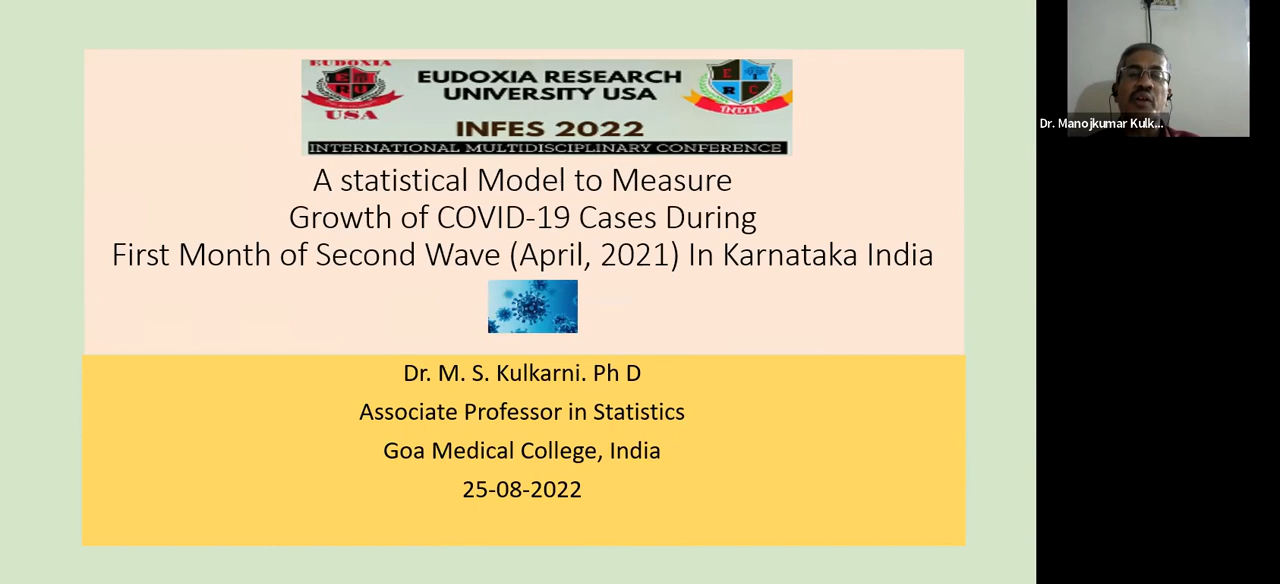 EUDOXIA
ERU
USA
EUDOXIA RESEARCH
UNIVERSITY USA
INFES 2022
INTERNATIONAL MULTIDISCIPLINARY CONFERENCE
E
R C
INDIA
A statistical Model to Measure
Growth of COVID-19 Cases During
First Month of Second Wave (April, 2021) In Karnataka India
Dr. M. S. Kulkarni. Ph D
Associate Professor in Statistics
Goa Medical College, India
25-08-2022
Dr. Manojkumar Kulk...